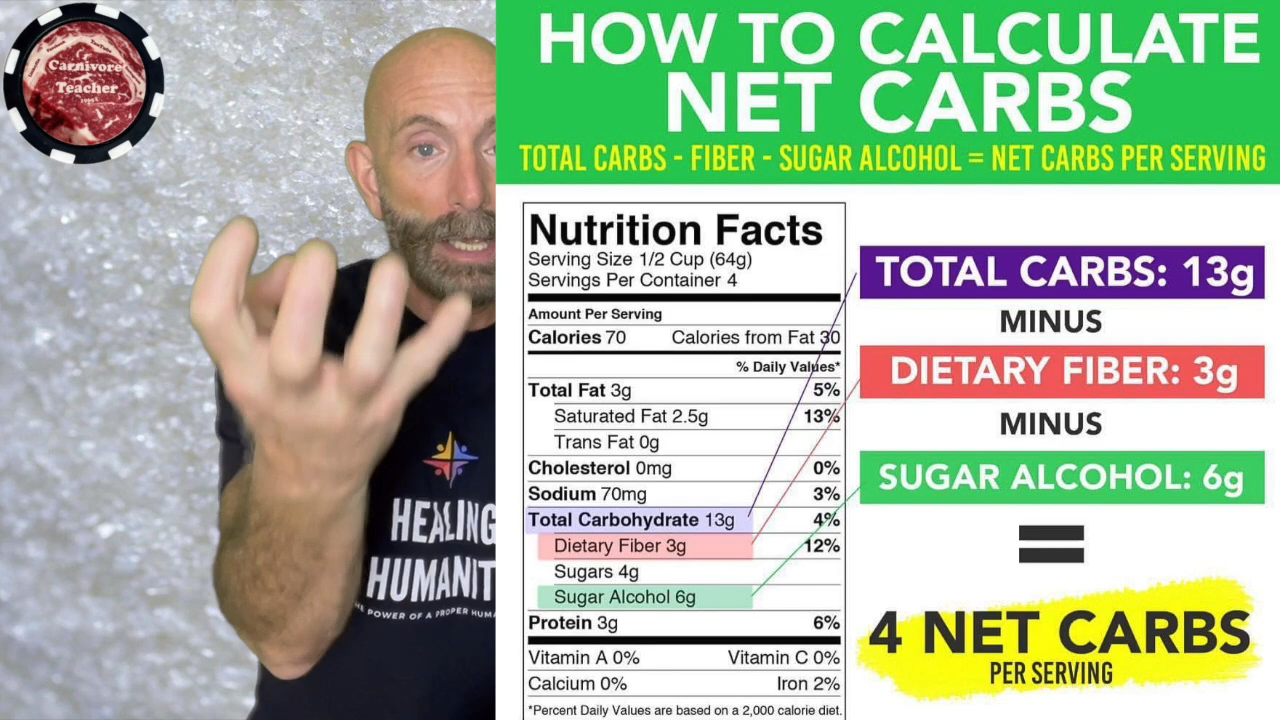 Carnivore
Teacher
HEALING
HUMANIT
POWER OF A PROPER HUMA
HOW TO CALCULATE
NET CARBS
TOTAL CARBS - FIBER - SUGAR ALCOHOL = NET CARBS PER SERVING
Nutrition Facts
Serving Size 1/2 Cup (64g)
Servings Per Container 4
Amount Per Serving
Calories 70 Calories from Fat 30
% Daily Values*
Total Fat 3g 5%
Saturated Fat 2.5g 13%
Trans Fat 0g
Cholesterol 0mg 0%
Sodium 70mg 3%
Total Carbohydrate 13g 4%
Dietary Fiber 3g 12%
Sugars 4g
Sugar Alcohol 6g
Protein 3g 6%
Vitamin A 0% Vitamin C 0%
Calcium 0% Iron 2%
*Percent Daily Values are based on a 2,000 calorie diet.
TOTAL CARBS: 13g
MINUS
DIETARY FIBER: 3g
MINUS
SUGAR ALCOHOL: 6g
=
4 NET CARBS
PER SERVING